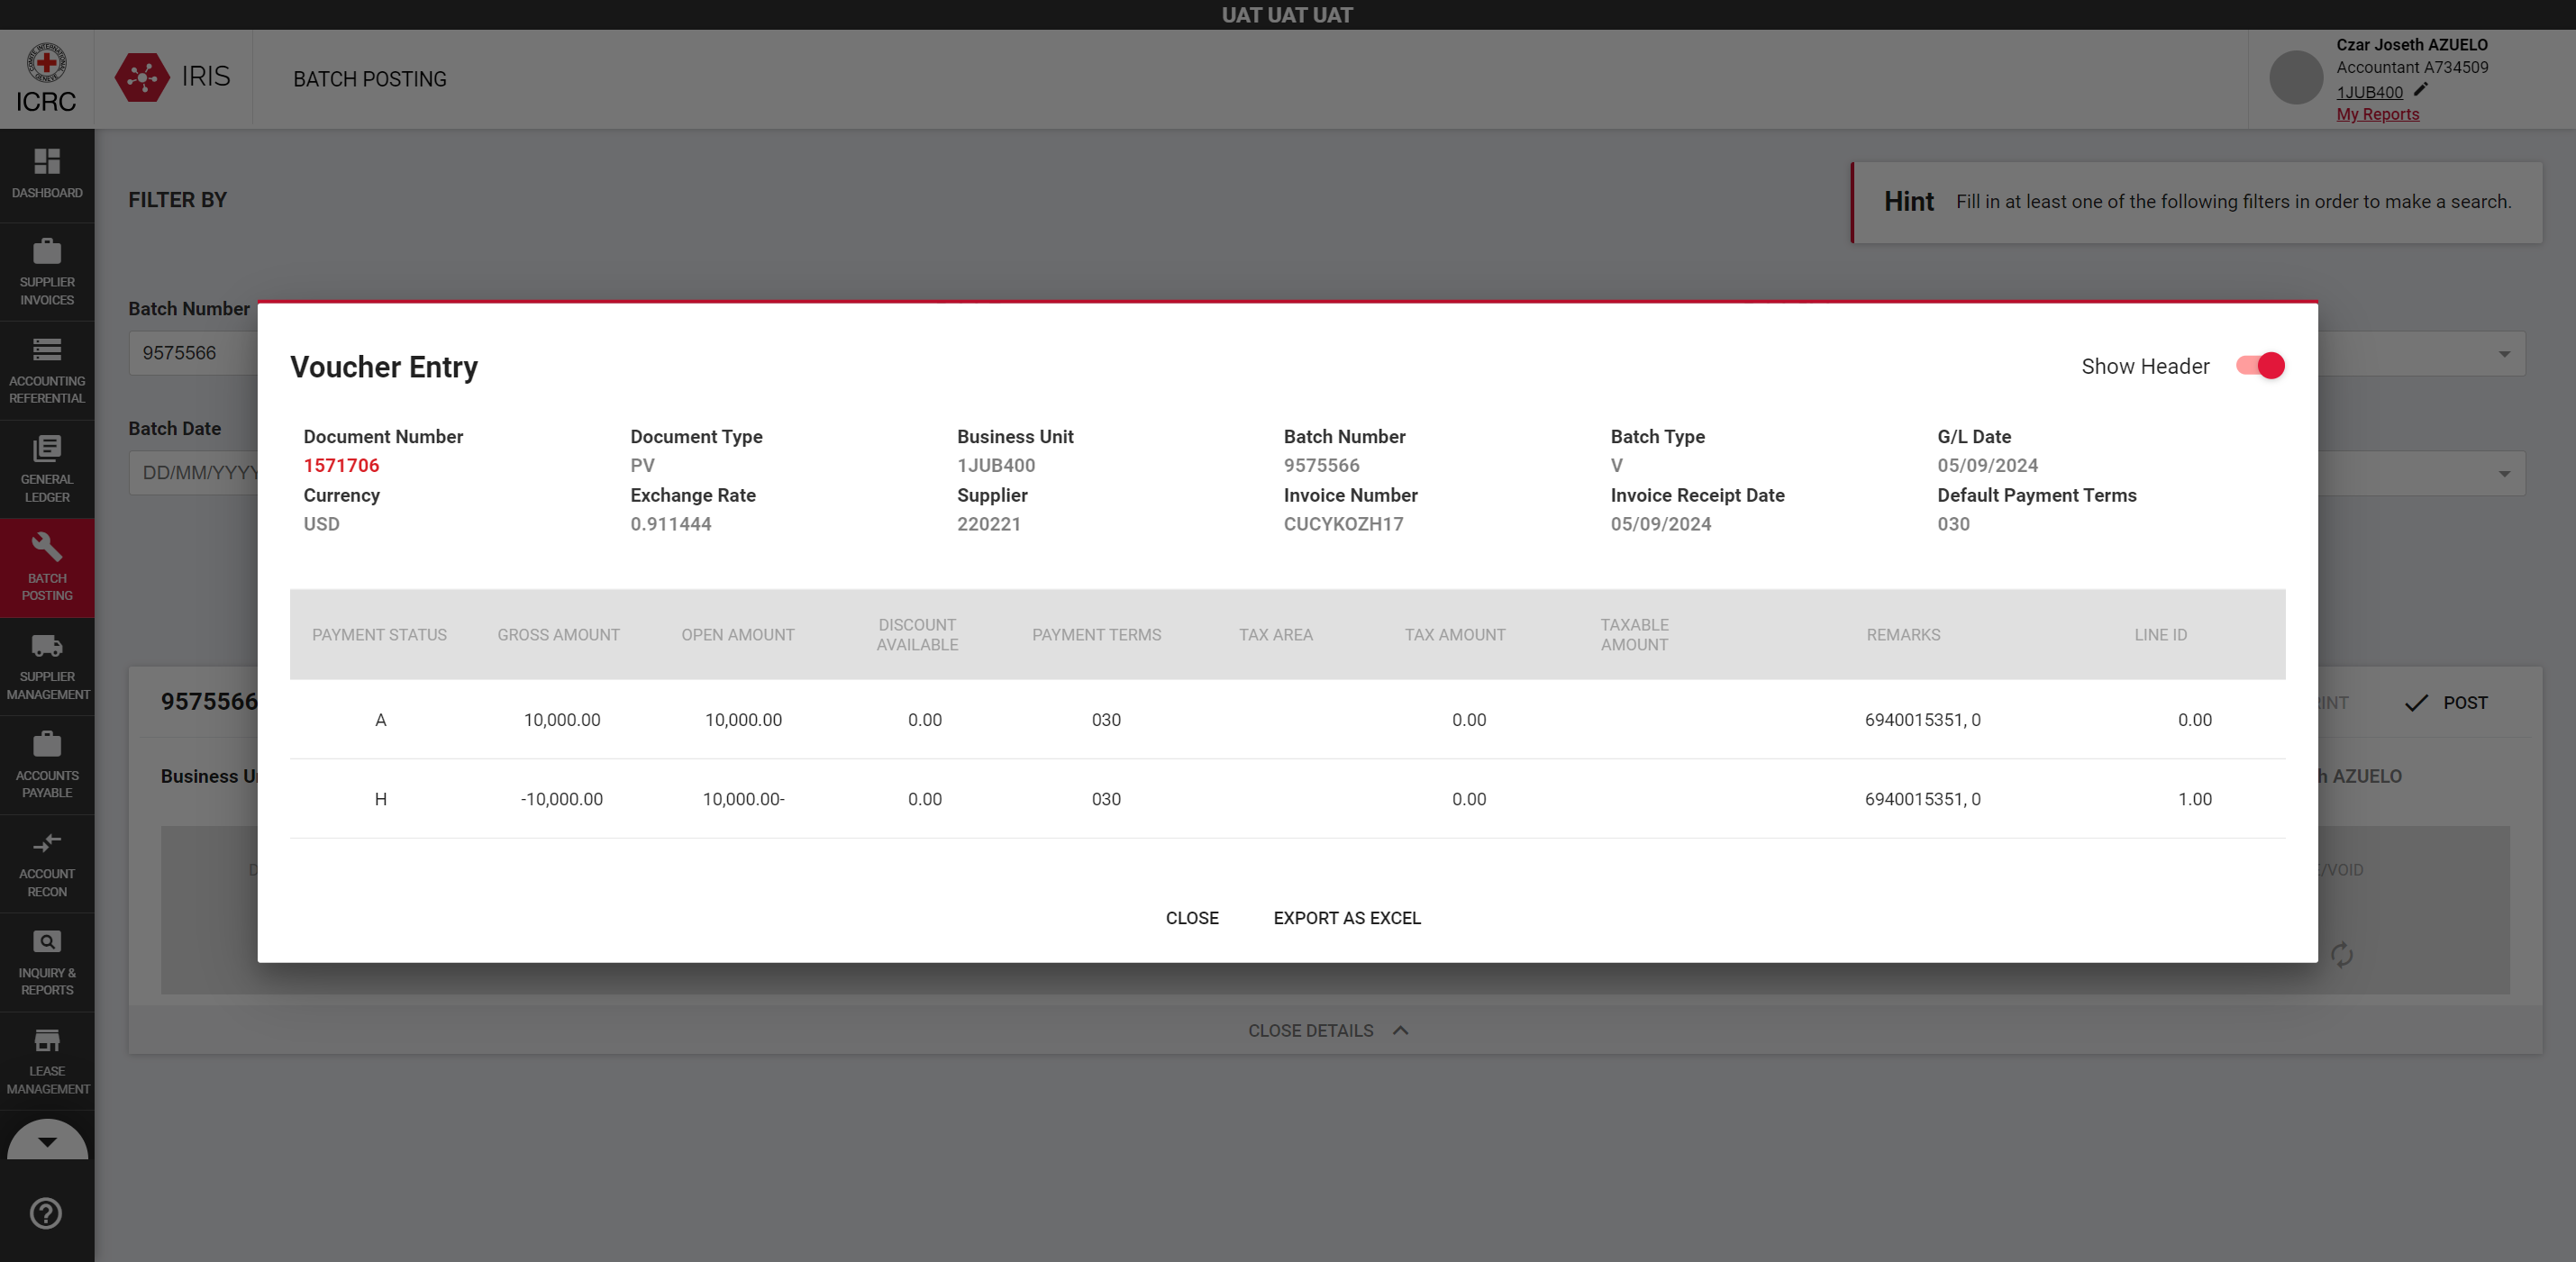 UAT UAT UAT
ICRC
IRIS
BATCH POSTING
Czar Joseth AZUELO
Accountant A734509
1JUB400
My Reports
DASHBOARD
SUPPLIER
INVOICES
ACCOUNTING
REFERENTIAL
GENERAL
LEDGER
BATCH
POSTING
SUPPLIER
MANAGEMENT
ACCOUNTS
PAYABLE
ACCOUNT
RECON
INQUIRY &
REPORTS
LEASE
MANAGEMENT
FILTER BY
Hint Fill in at least one of the following filters in order to make a search.
Batch Number
9575566
Batch Date
DD/MM/YYYY
Voucher Entry
Show Header
Document Number Document Type Business Unit Batch Number Batch Type G/L Date
1571706 PV 1JUB400 9575566 V 05/09/2024
Currency Exchange Rate Supplier Invoice Number Invoice Receipt Date Default Payment Terms
USD 0.911444 220221 CUCYKOZH17 05/09/2024 030
PAYMENT STATUS GROSS AMOUNT OPEN AMOUNT DISCOUNT AVAILABLE PAYMENT TERMS TAX AREA TAX AMOUNT TAXABLE AMOUNT REMARKS LINE ID
A 10,000.00 10,000.00 0.00 030 0.00 6940015351, 0 0.00
H -10,000.00 10,000.00- 0.00 030 0.00 6940015351, 0 1.00
CLOSE EXPORT AS EXCEL
9575566
POST
Business
AZUELO
/VOID
CLOSE DETAILS